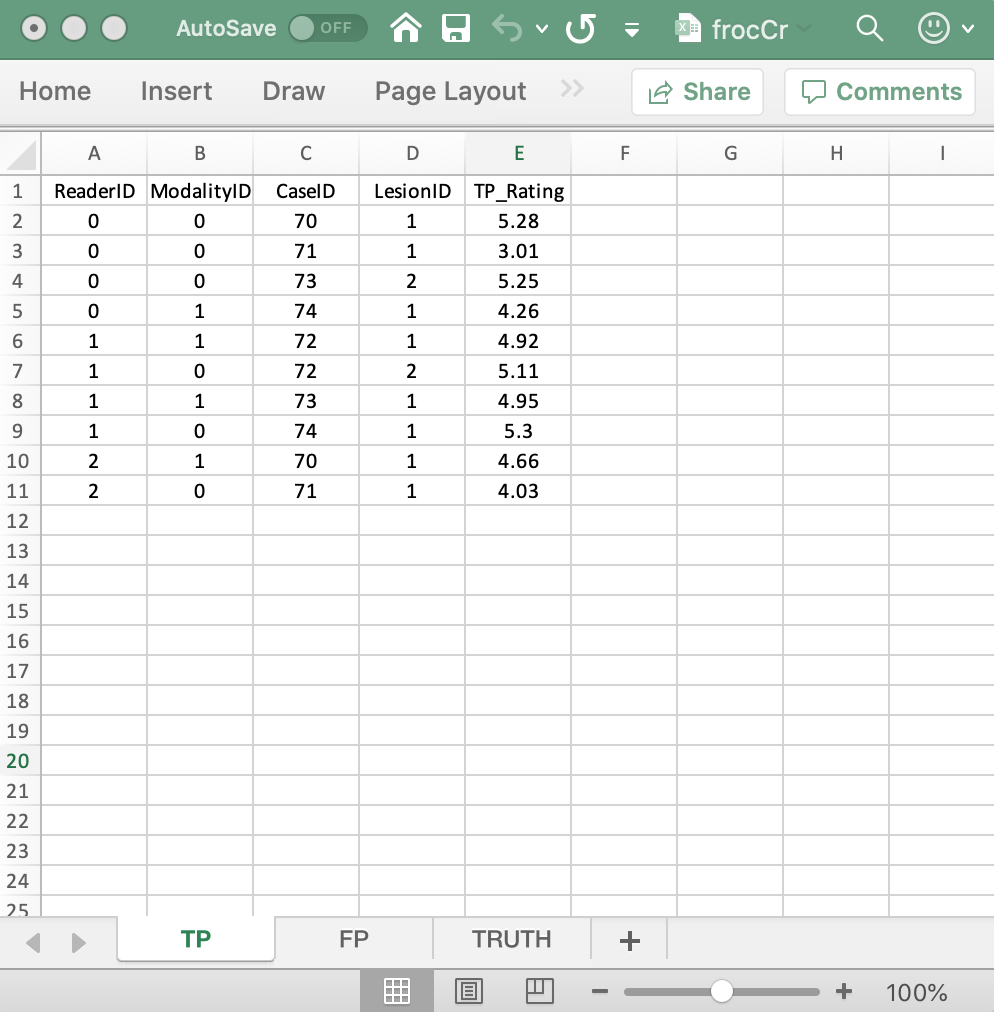 AutoSave OFF frocCr
Home Insert Draw Page Layout Share Comments
A B C D E F G H I
1 ReaderID ModalityID CaseID LesionID TP_Rating
2 0 0 70 1 5.28
3 0 0 71 1 3.01
4 0 0 73 2 5.25
5 0 1 74 1 4.26
6 1 1 72 1 4.92
7 1 0 72 2 5.11
8 1 1 73 1 4.95
9 1 0 74 1 5.3
10 2 1 70 1 4.66
11 2 0 71 1 4.03
12
13
14
15
16
17
18
19
20
21
22
23
24
25
TP FP TRUTH +
100%